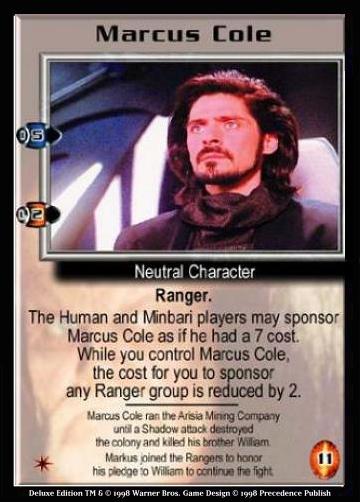 Marcus Cole
5
2
Neutral Character
Ranger.
The Human and Minbari players may sponsor
Marcus Cole as if he had a 7 cost.
While you control Marcus Cole,
the cost for you to sponsor
any Ranger group is reduced by 2.
Marcus Cole ran the Arisia Mining Company
until a Shadow attack destroyed
the colony and killed his brother William.
Markus joined the Rangers to honor
his pledge to William to continue the fight.
11
Deluxe Edition TM & © 1998 Warner Bros. Game Design © 1998 Precedence Publish